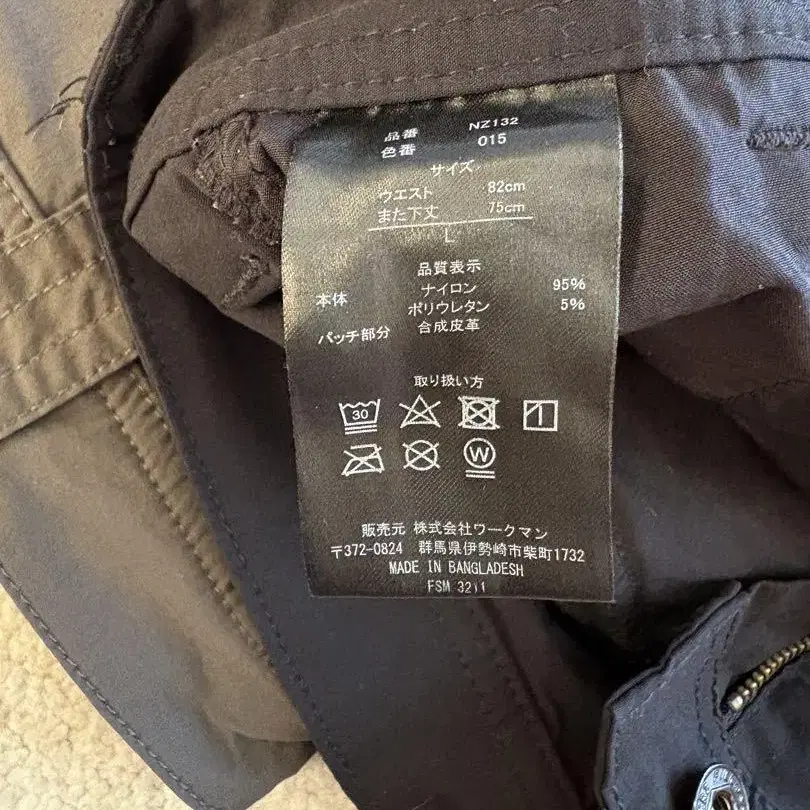 品番 NZ132
色番 015
サイズ
ウエスト 82cm
また下丈 75cm
L
品質表示
本体 ナイロン 95%
ポリウレタン 5%
パッチ部分 合成皮革
取り扱い方
30
W
販売元 株式会社ワークマン
〒372-0824 群馬県伊勢崎市柴町1732
MADE IN BANGLADESH
FSM 3211